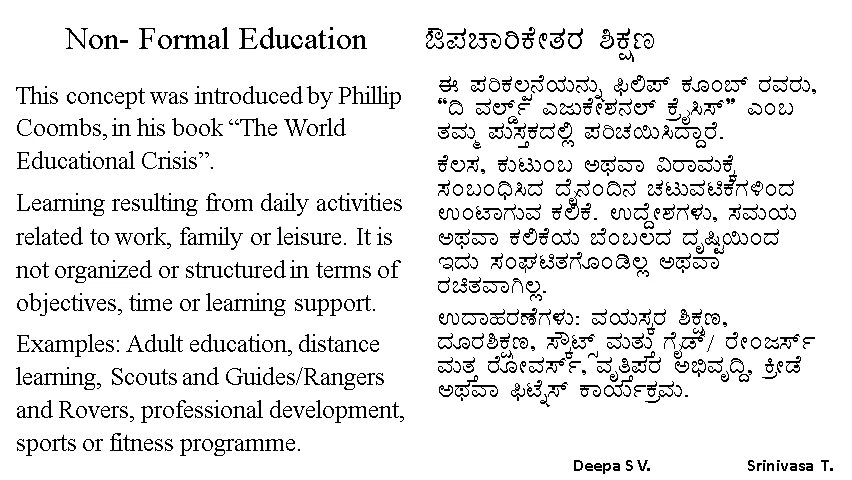 Non- Formal Education
This concept was introduced by Phillip
Coombs, in his book “The World
Educational Crisis”.
Learning resulting from daily activities
related to work, family or leisure. It is
not organized or structured in terms of
objectives, time or learning support.
Examples: Adult education, distance
learning, Scouts and Guides/Rangers
and Rovers, professional development,
sports or fitness programme.
ಔಪಚಾರಿಕೇತರ ಶಿಕ್ಷಣ
ಈ ಪರಿಕಲ್ಪನೆಯನ್ನು ಫಿಲಿಪ್ ಕೂಂಬ್ ರವರು,
“ದಿ ವರ್ಲ್ಡ್ ಎಜುಕೇಶನಲ್ ಕ್ರೈಸಿಸ್” ಎಂಬ
ತಮ್ಮ ಪುಸ್ತಕದಲ್ಲಿ ಪರಿಚಯಿಸಿದ್ದಾರೆ.
ಕೆಲಸ, ಕುಟುಂಬ ಅಥವಾ ವಿರಾಮಕ್ಕೆ
ಸಂಬಂಧಿಸಿದ ದೈನಂದಿನ ಚಟುವಟಿಕೆಗಳಿಂದ
ಉಂಟಾಗುವ ಕಲಿಕೆ. ಉದ್ದೇಶಗಳು, ಸಮಯ
ಅಥವಾ ಕಲಿಕೆಯ ಬೆಂಬಲದ ದೃಷ್ಟಿಯಿಂದ
ಇದು ಸಂಘಟಿತಗೊಂಡಿಲ್ಲ ಅಥವಾ
ರಚಿತವಾಗಿಲ್ಲ.
ಉದಾಹರಣೆಗಳು: ವಯಸ್ಕರ ಶಿಕ್ಷಣ,
ದೂರಶಿಕ್ಷಣ, ಸ್ಕೌಟ್ಸ್ ಮತ್ತು ಗೈಡ್/ ರೇಂಜರ್ಸ್
ಮತ್ತ ರೋವರ್ಸ್, ವೃತ್ತಿಪರ ಅಭಿವೃದ್ದಿ, ಕ್ರೀಡೆ
ಅಥವಾ ಫಿಟ್ನೆಸ್ ಕಾರ್ಯಕ್ರಮ.
Deepa S V. Srinivasa T.